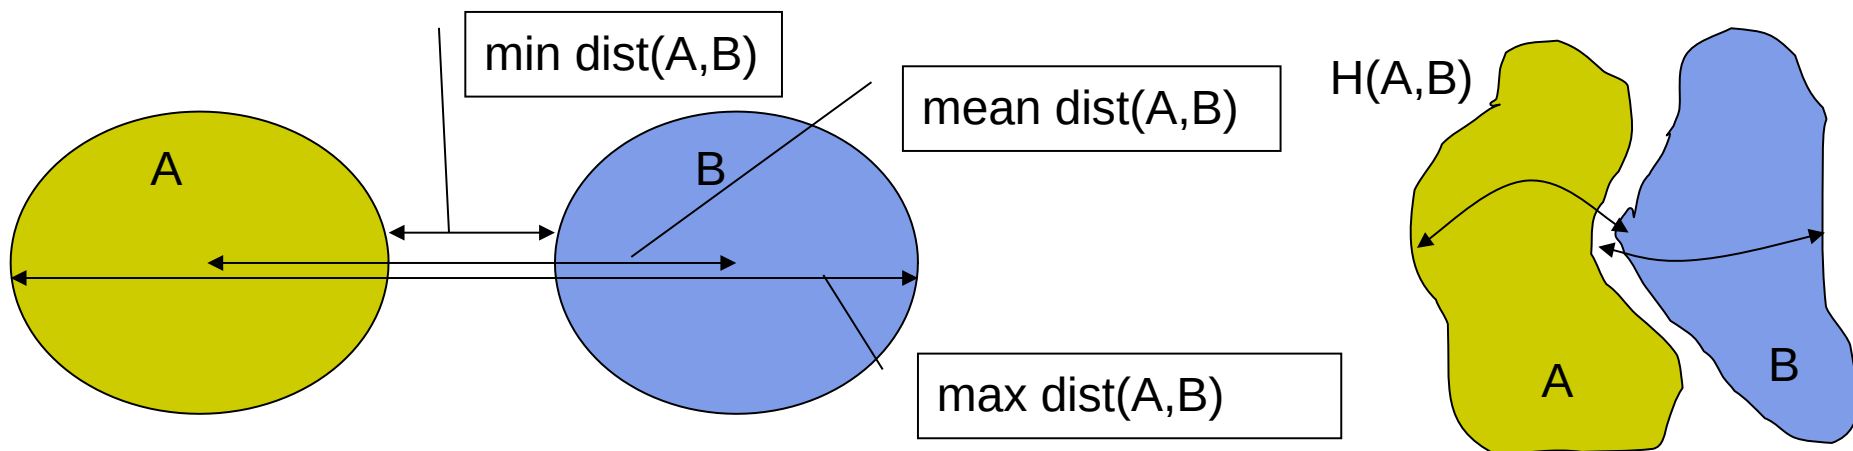 min dist(A,B)
H(A,B)
mean dist(A,B)
A
B
max dist(A,B)
A
B